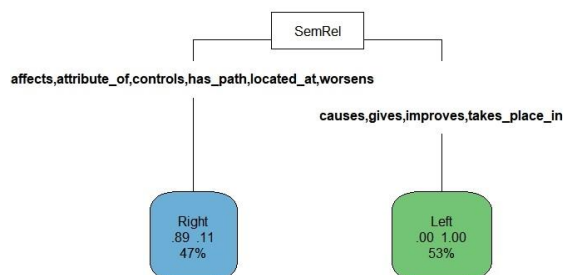 SemRel
affects,attribute_of,controls,has_path,located_at,worsens
causes,gives,improves,takes_place_in
Right
.89 .11
47%
Left
.00 1.00
53%